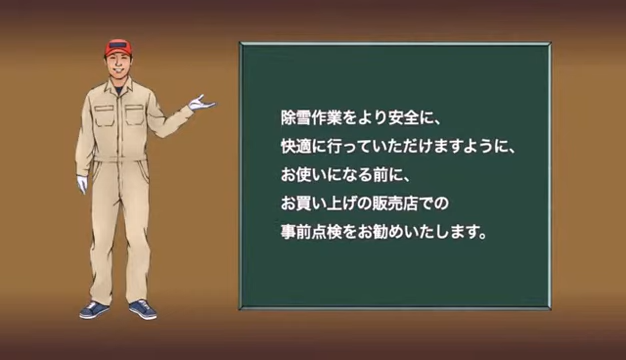 除雪作業をより安全に、
快適に行っていただけますように、
お使いになる前に、
お買い上げの販売店での
事前点検をお勧めいたします。